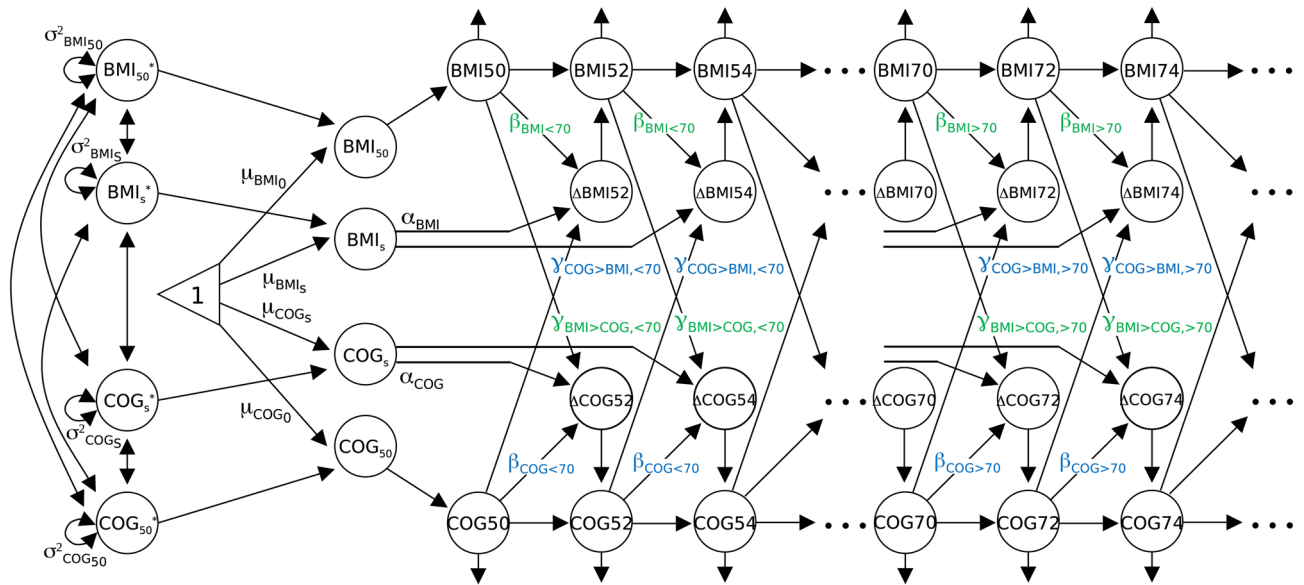 σ²BMI50
BMI50*
BMI50 BMI52 BMI54 • • • BMI70 BMI72 BMI74 • • •
βBMI<70 βBMI<70 βBMI>70 βBMI>70
BMI50
σ²BMIS
BMIs*
μBMI0
ΔBMI52 ΔBMI54 • • • ΔBMI70 ΔBMI72 ΔBMI74 • • •
αBMI
BMIs
γCOG>BMI,<70 γCOG>BMI,<70 γCOG>BMI,>70 γCOG>BMI,>70
μBMIs
1
μCOGs
γBMI>COG,<70 γBMI>COG,<70 γBMI>COG,>70 γBMI>COG,>70
COGs
αCOG
COGs*
ΔCOG52 ΔCOG54 • • • ΔCOG70 ΔCOG72 ΔCOG74 • • •
μCOG0
σ²COGS
COG50
βCOG<70 βCOG<70 βCOG>70 βCOG>70
COG50*
COG50 COG52 COG54 • • • COG70 COG72 COG74 • • •
σ²COG50